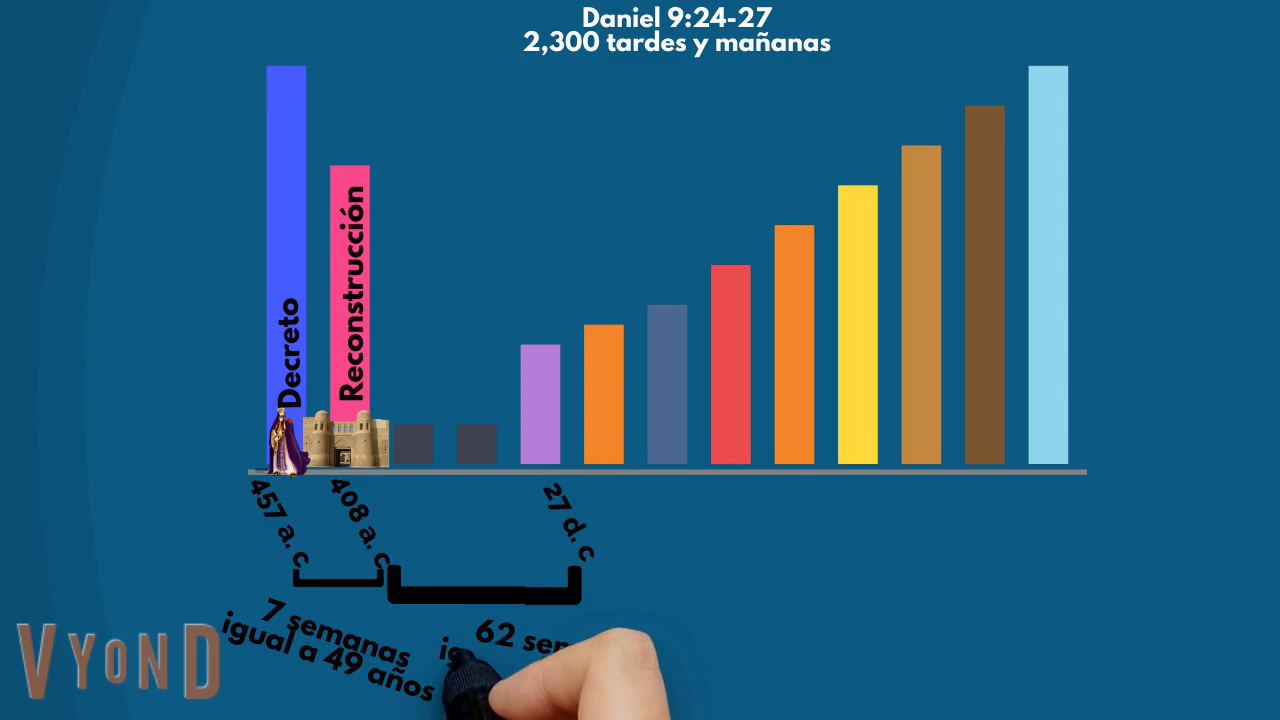 Daniel 9:24-27
2,300 tardes y mañanas
Decreto
Reconstrucción
457 a. c
408 a. c
27 d. c
7 semanas
igual a 49 años
62
VYOND